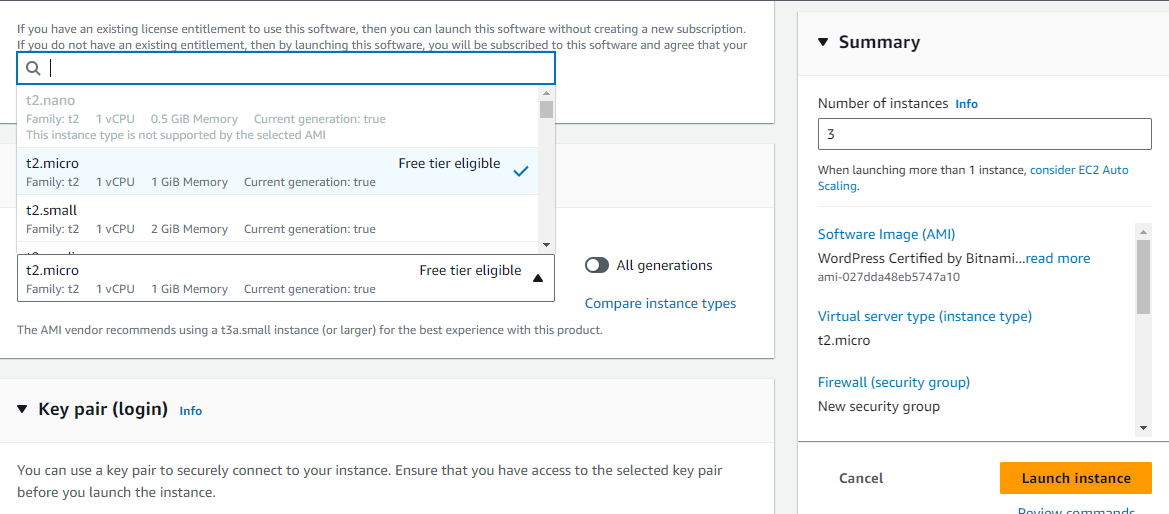 If you have an existing license entitlement to use this software, then you can launch this software without creating a new subscription.
If you do not have an existing entitlement, then by launching this software, you will be subscribed to this software and agree that your
t2.nano
Family: t2 1 vCPU 0.5 GiB Memory Current generation: true
This instance type is not supported by the selected AMI
t2.micro Free tier eligible
Family: t2 1 vCPU 1 GiB Memory Current generation: true
t2.small
Family: t2 1 vCPU 2 GiB Memory Current generation: true
t2.micro Free tier eligible
Family: t2 1 vCPU 1 GiB Memory Current generation: true
All generations
Compare instance types
The AMI vendor recommends using a t3a.small instance (or larger) for the best experience with this product.
Key pair (login) Info
You can use a key pair to securely connect to your instance. Ensure that you have access to the selected key pair
before you launch the instance.
Summary
Number of instances Info
3
When launching more than 1 instance, consider EC2 Auto
Scaling.
Software Image (AMI)
WordPress Certified by Bitnami...read more
ami-027dda48eb5747a10
Virtual server type (instance type)
t2.micro
Firewall (security group)
New security group
Cancel
Launch instance
Review commands